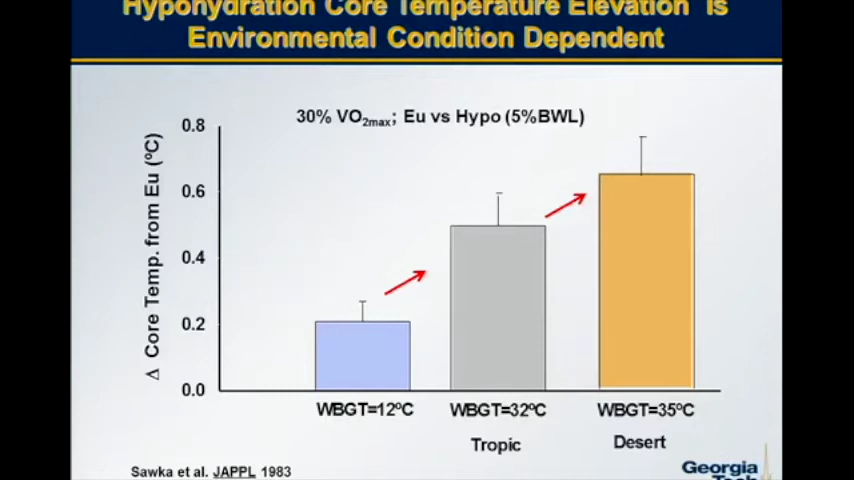 Hypohydration Core Temperature Elevation Is
Environmental Condition Dependent
30% VO2max; Eu vs Hypo (5%BWL)
Δ Core Temp. from Eu (ºC)
0.8
0.6
0.4
0.2
0.0
WBGT=12ºC WBGT=32ºC WBGT=35ºC
Tropic Desert
Sawka et al. JAPPL 1983
Georgia
Tech